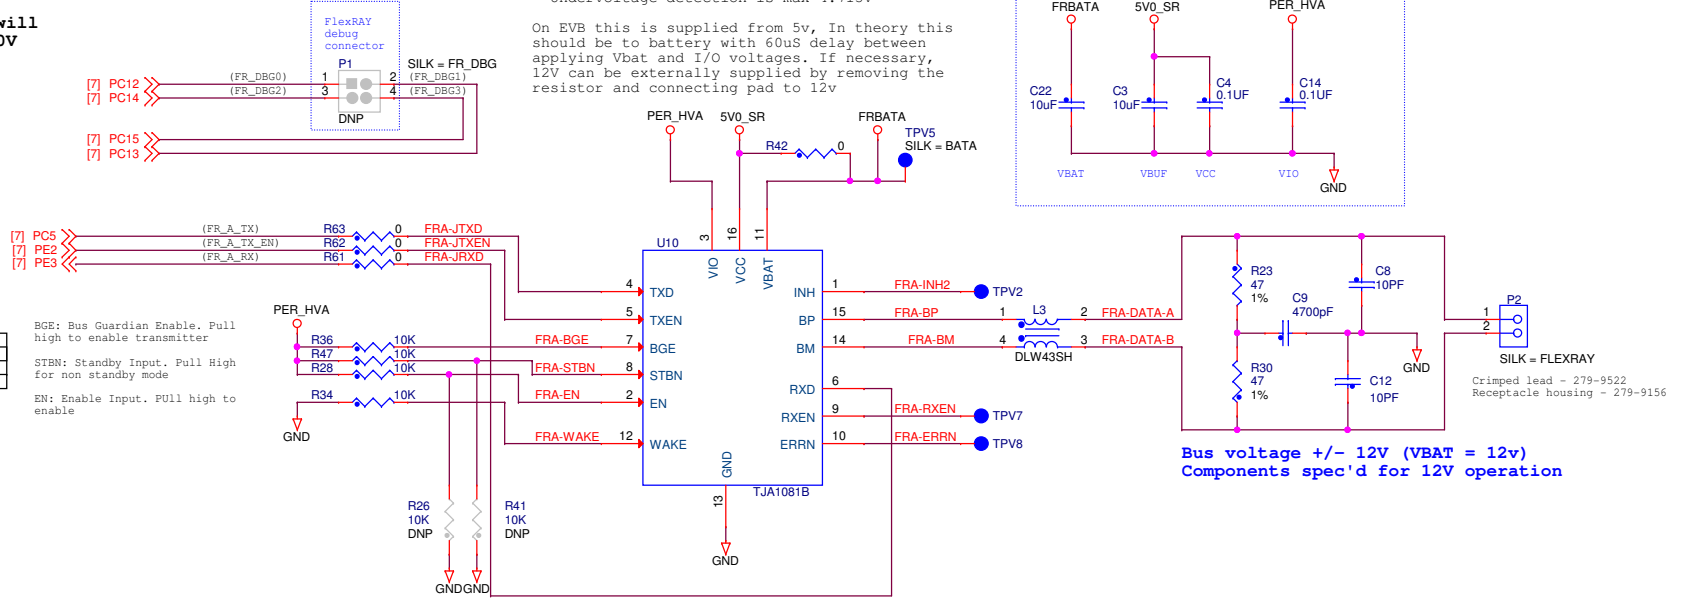 will
0V
FlexRAY
debug
connector
P1
SILK = FR_DBG
[7] PC12
(FR_DBG0)
1
2
(FR_DBG1)
[7] PC14
(FR_DBG2)
3
4
(FR_DBG3)
DNP
[7] PC15
[7] PC13
On EVB this is supplied from 5v, In theory this
should be to battery with 60uS delay between
applying Vbat and I/O voltages. If necessary,
12V can be externally supplied by removing the
resistor and connecting pad to 12v
PER_HVA
5V0_SR
FRBATA
TPV5
SILK = BATA
R42
0
FRBATA
5V0_SR
PER_HVA
C22
10uF
C3
10uF
C4
0.1UF
C14
0.1UF
VBAT
VBUF
VCC
VIO
GND
[7] PC5
(FR_A_TX)
R63
0
FRA-JTXD
[7] PE2
(FR_A_TX_EN)
R62
0
FRA-JTXEN
[7] PE3
(FR_A_RX)
R61
0
FRA-JRXD
U10
3
16
11
VIO
VCC
VBAT
4
TXD
5
TXEN
7
BGE
8
STBN
2
EN
12
WAKE
INH
1
FRA-INH2
TPV2
BP
15
FRA-BP
BM
14
FRA-BM
RXD
6
RXEN
9
FRA-RXEN
TPV7
ERRN
10
FRA-ERRN
TPV8
GND
13
TJA1081B
GND
PER_HVA
R36
10K
FRA-BGE
R47
10K
FRA-STBN
R28
10K
FRA-EN
R34
10K
FRA-WAKE
GND
BGE: Bus Guardian Enable. Pull
high to enable transmitter
STBN: Standby Input. Pull High
for non standby mode
EN: Enable Input. PUll high to
enable
R26
10K
DNP
R41
10K
DNP
GND
GND
L3
1
2
FRA-DATA-A
4
3
FRA-DATA-B
DLW43SH
R23
47
1%
C9
4700pF
C8
10PF
R30
47
1%
C12
10PF
GND
P2
1
2
SILK = FLEXRAY
Crimped lead - 279-9522
Receptacle housing - 279-9156
Bus voltage +/- 12V (VBAT = 12v)
Components spec'd for 12V operation